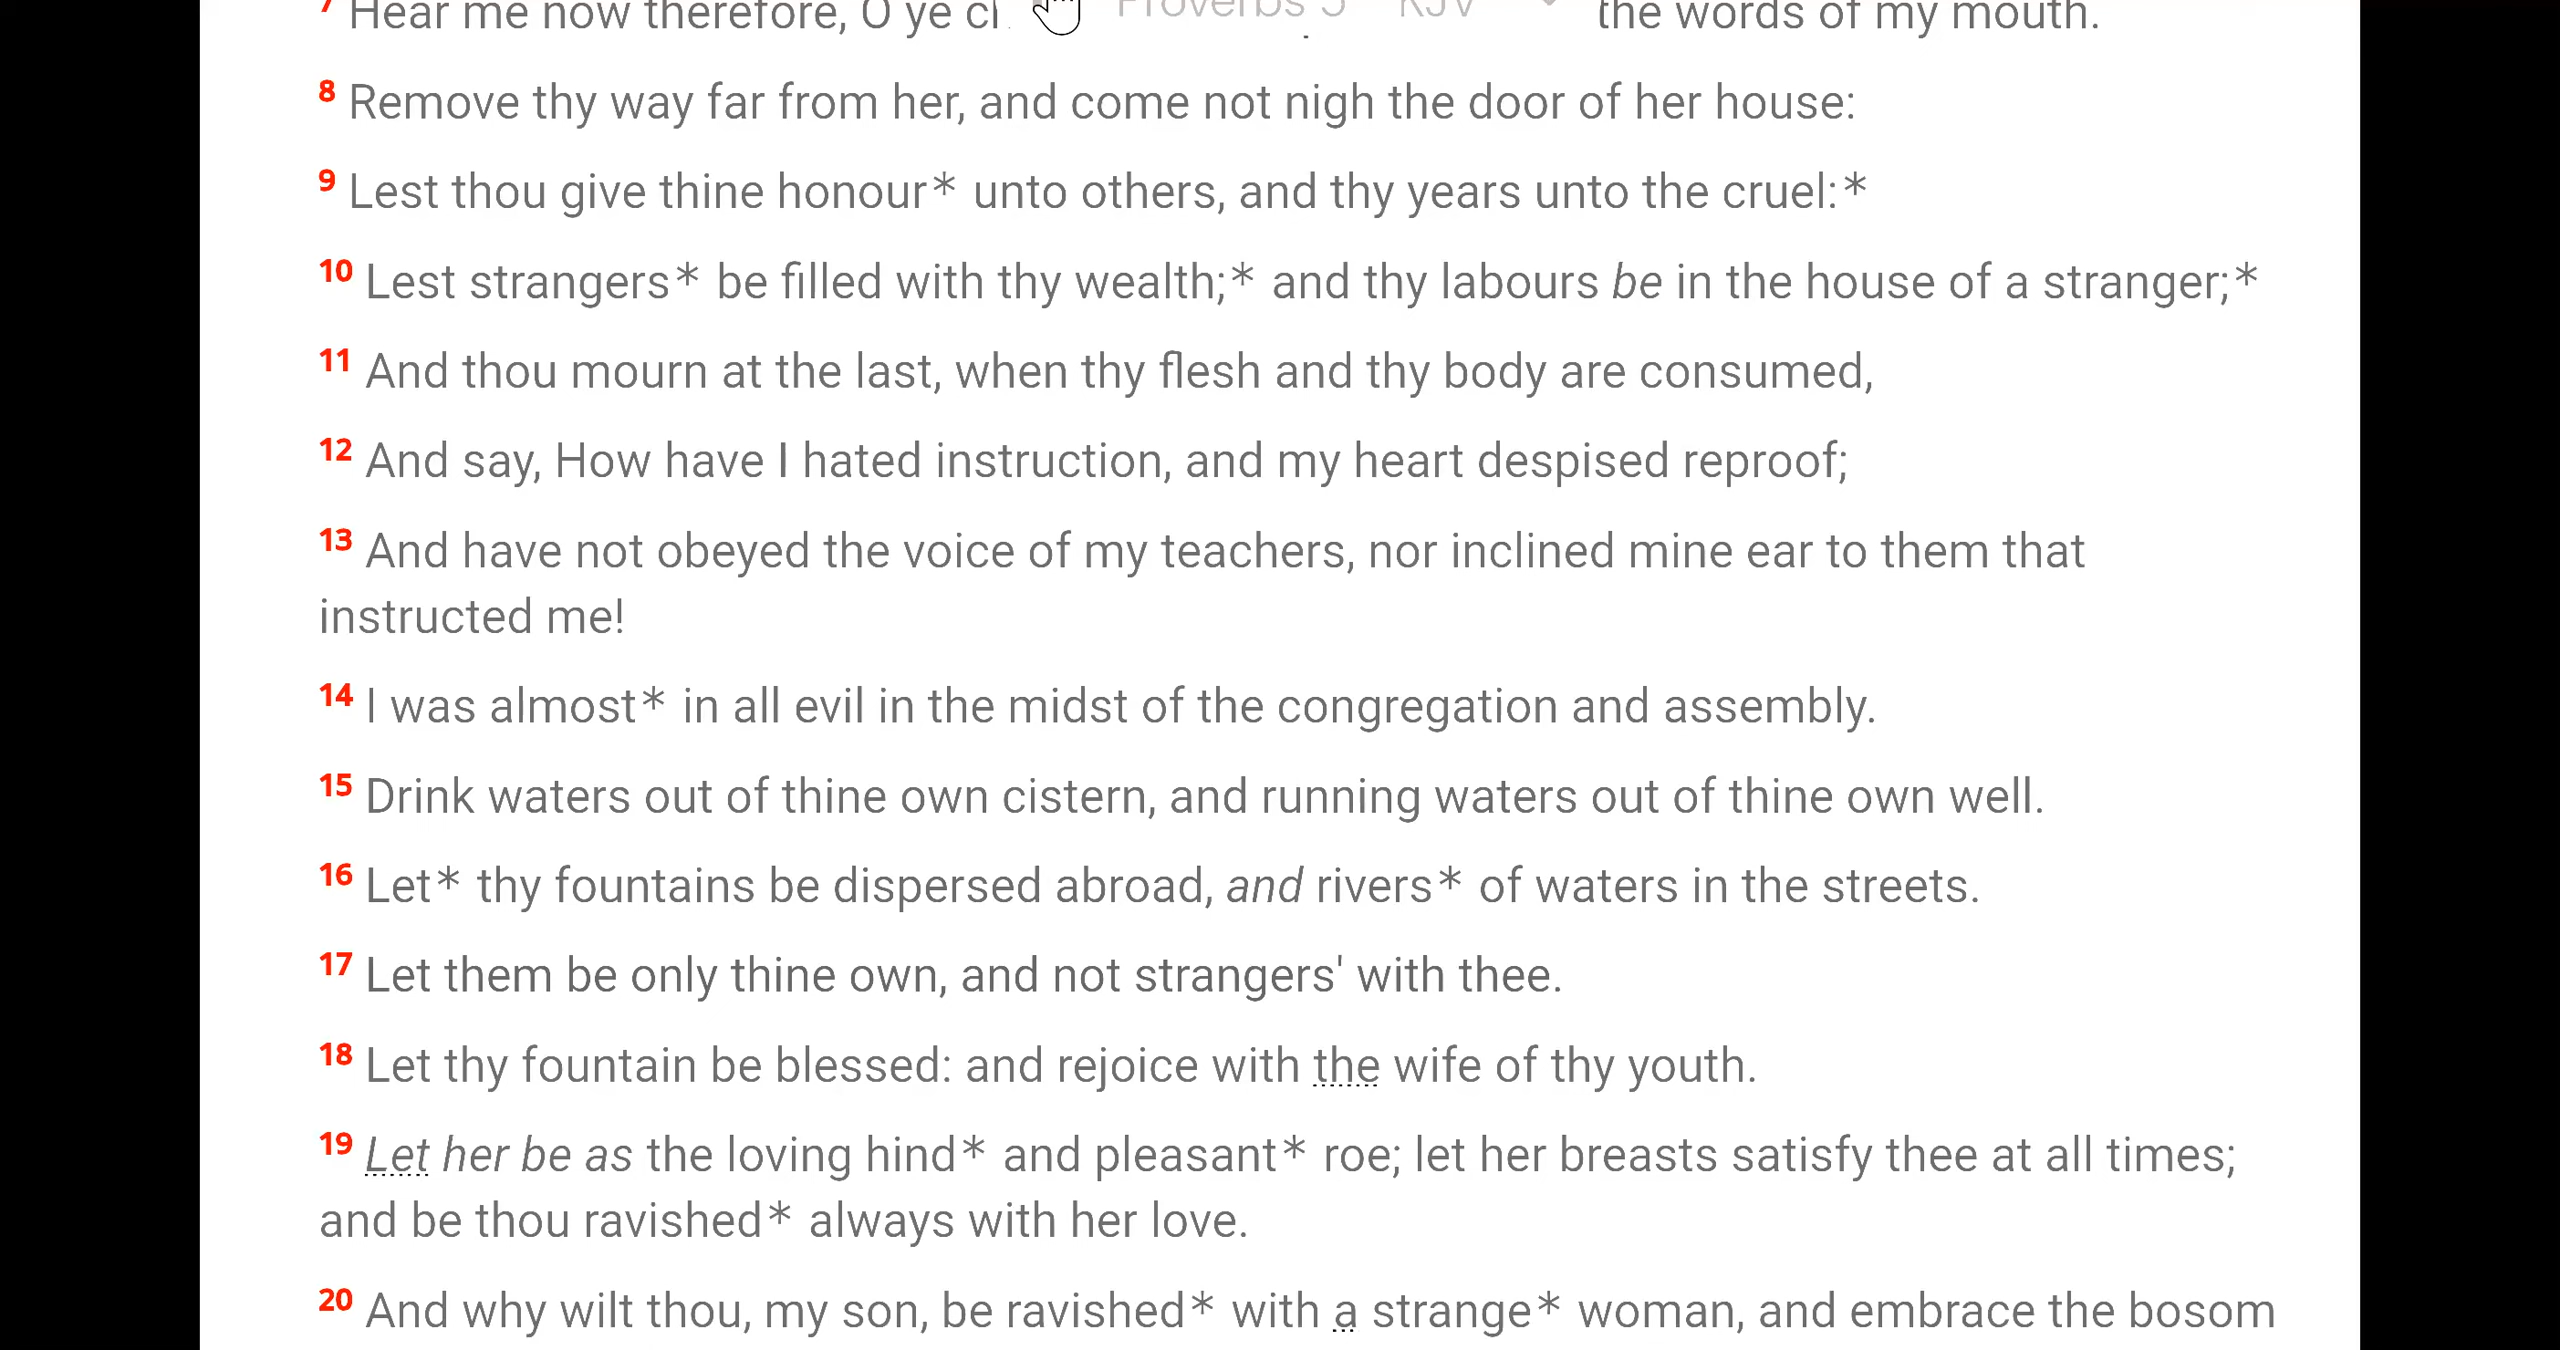 7 Hear me now therefore, O ye Proverbs 5 KJV the words of my mouth.
8 Remove thy way far from her, and come not nigh the door of her house:
9 Lest thou give thine honour* unto others, and thy years unto the cruel:*
10 Lest strangers* be filled with thy wealth;* and thy labours be in the house of a stranger;*
11 And thou mourn at the last, when thy flesh and thy body are consumed,
12 And say, How have I hated instruction, and my heart despised reproof;
13 And have not obeyed the voice of my teachers, nor inclined mine ear to them that
instructed me!
14 I was almost* in all evil in the midst of the congregation and assembly.
15 Drink waters out of thine own cistern, and running waters out of thine own well.
16 Let* thy fountains be dispersed abroad, and rivers* of waters in the streets.
17 Let them be only thine own, and not strangers' with thee.
18 Let thy fountain be blessed: and rejoice with the wife of thy youth.
19 Let her be as the loving hind* and pleasant* roe; let her breasts satisfy thee at all times;
and be thou ravished* always with her love.
20 And why wilt thou, my son, be ravished* with a strange* woman, and embrace the bosom